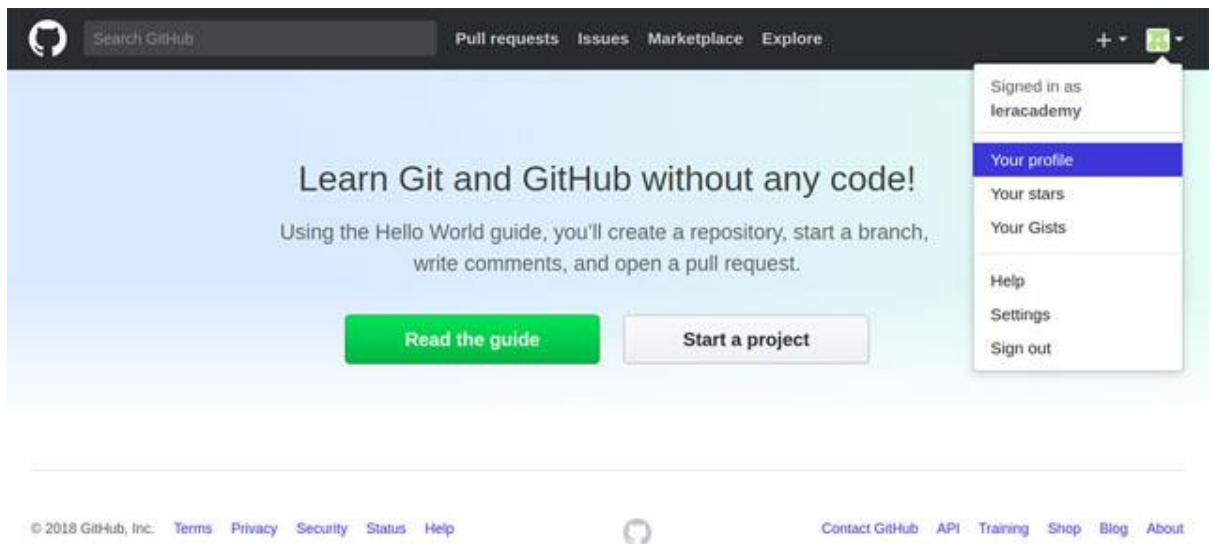 Search GitHub
Pull requests Issues Marketplace Explore
Signed in as
leracademy
Your profile
Your stars
Your Gists
Help
Settings
Sign out
Learn Git and GitHub without any code!
Using the Hello World guide, you'll create a repository, start a branch,
write comments, and open a pull request.
Read the guide
Start a project
© 2018 GitHub, Inc. Terms Privacy Security Status Help
Contact GitHub API Training Shop Blog About